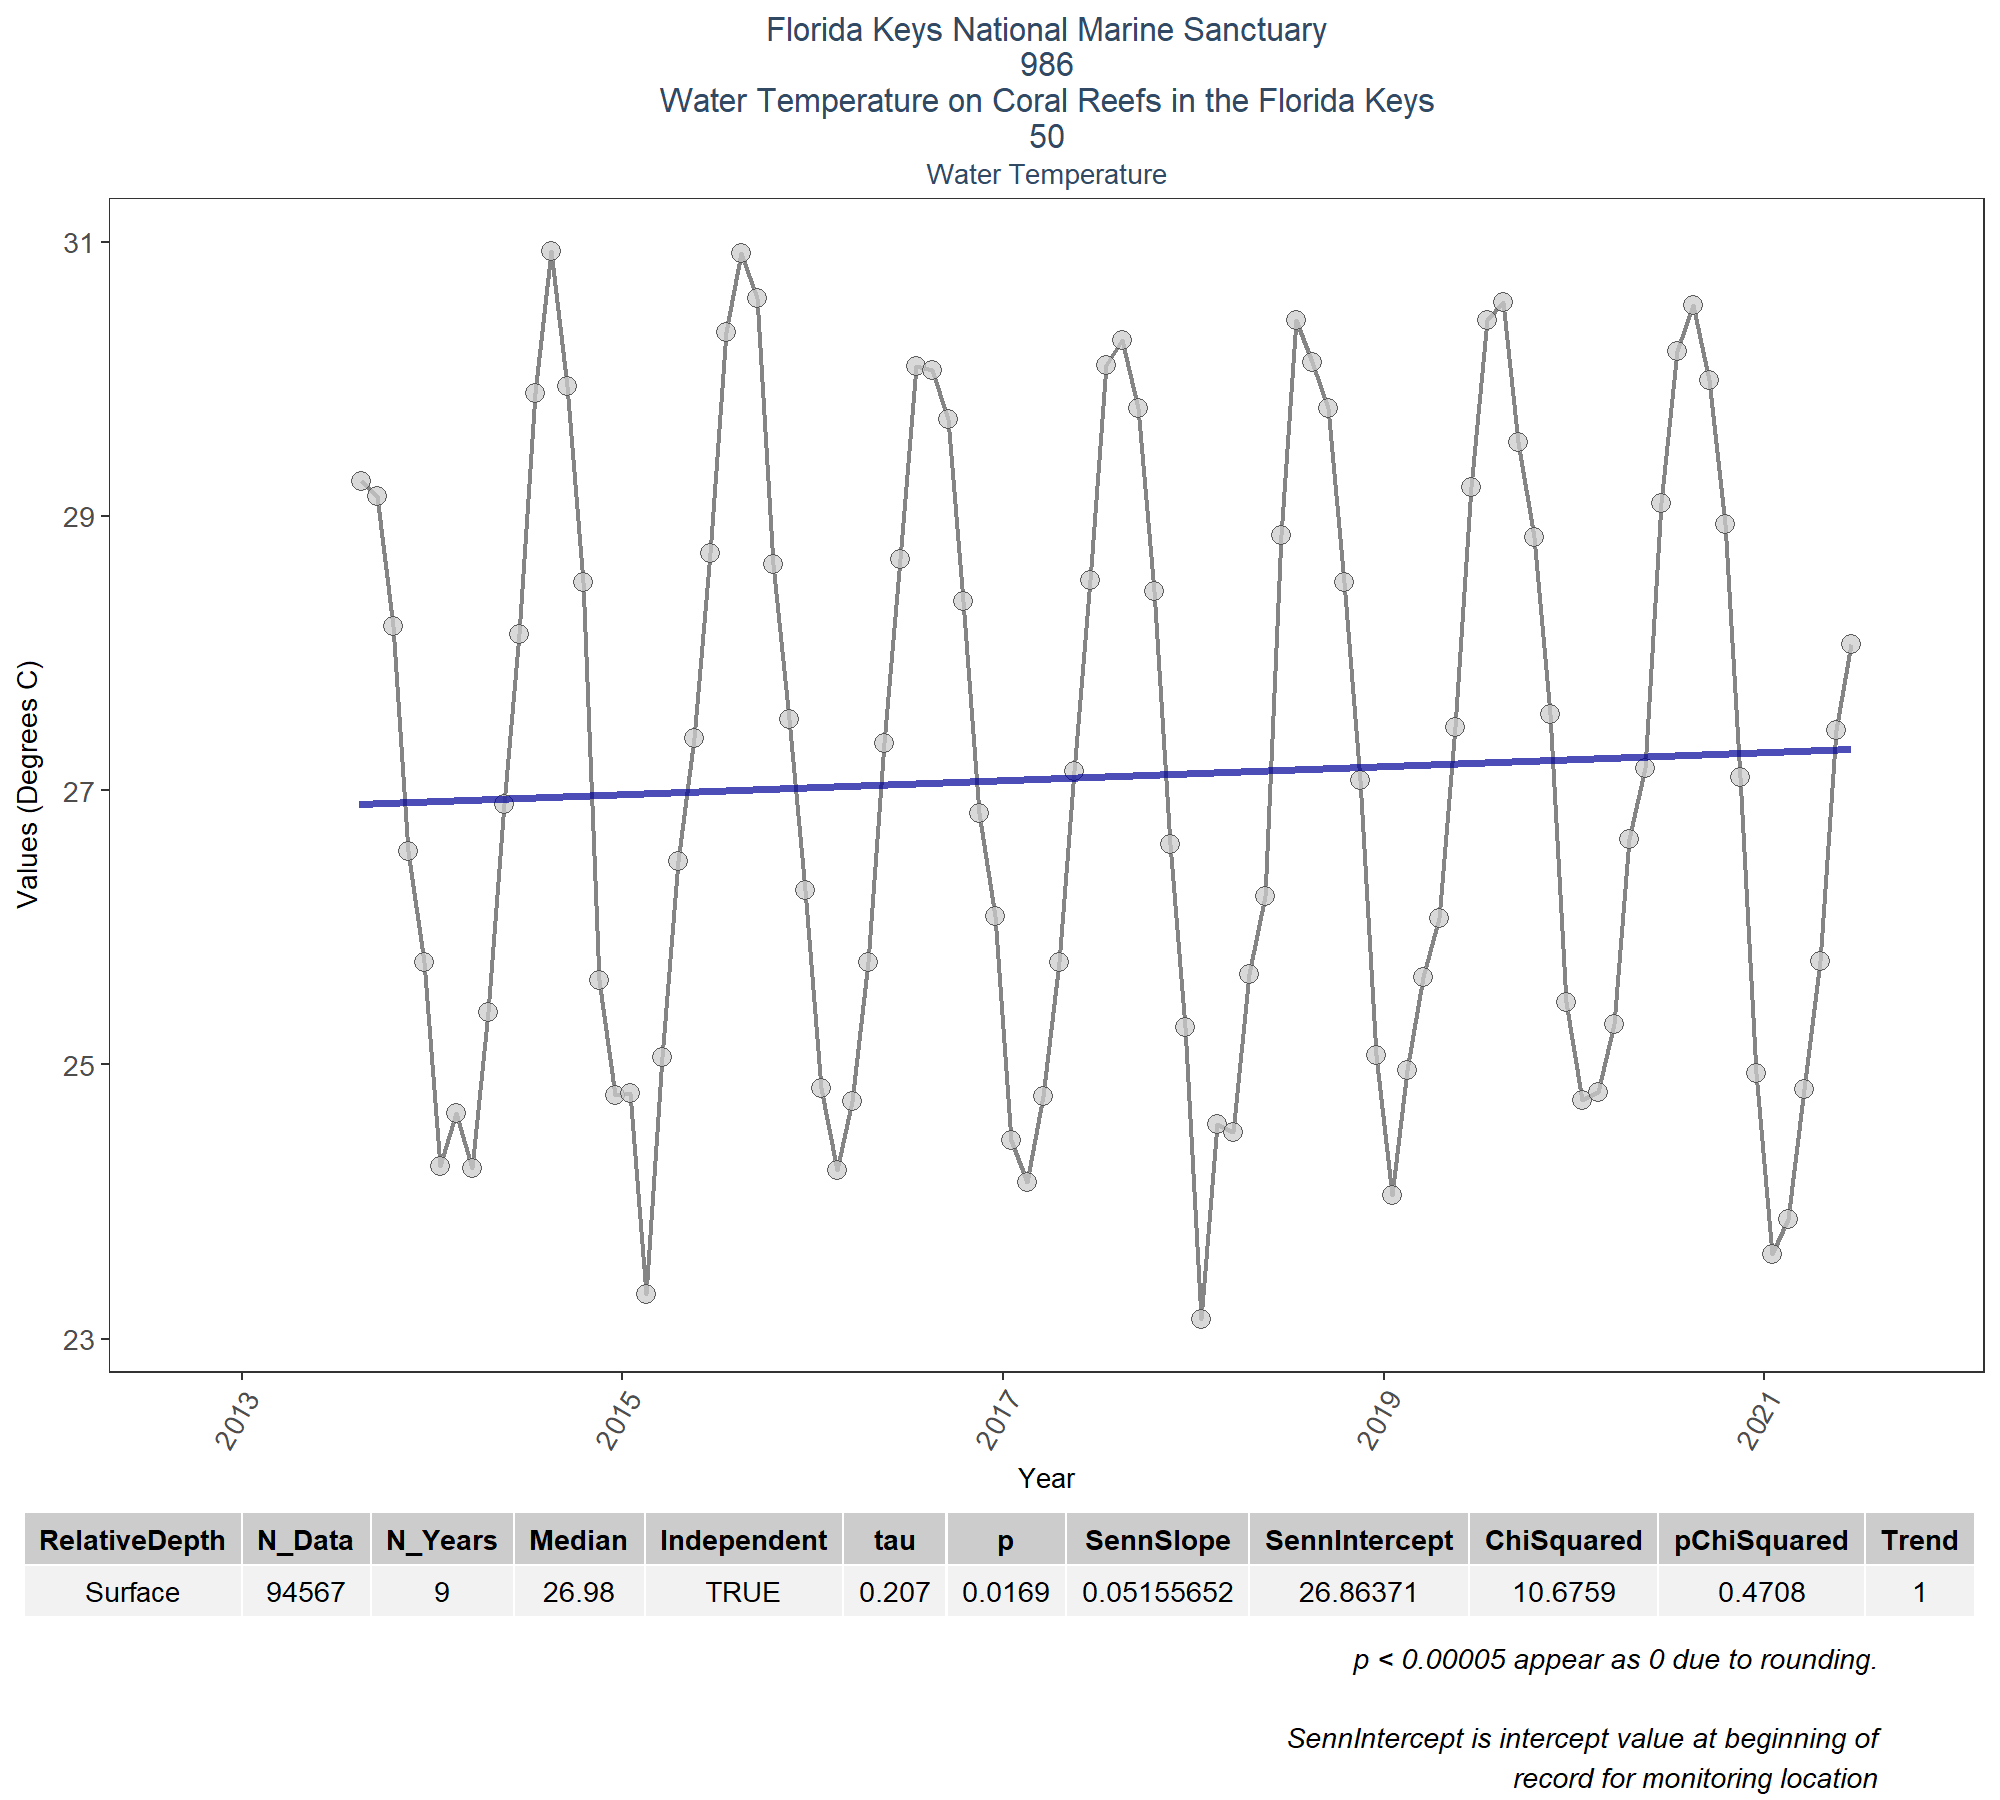 Florida Keys National Marine Sanctuary
986
Water Temperature on Coral Reefs in the Florida Keys
50
Water Temperature
31
29
27
25
23
Values (Degrees C)
2013 2015 2017 2019 2021
Year
RelativeDepth N_Data N_Years Median Independent tau p SennSlope SennIntercept ChiSquared pChiSquared Trend
Surface 94567 9 26.98 TRUE 0.207 0.0169 0.05155652 26.86371 10.6759 0.4708 1
p < 0.00005 appear as 0 due to rounding.
SennIntercept is intercept value at beginning of
record for monitoring location